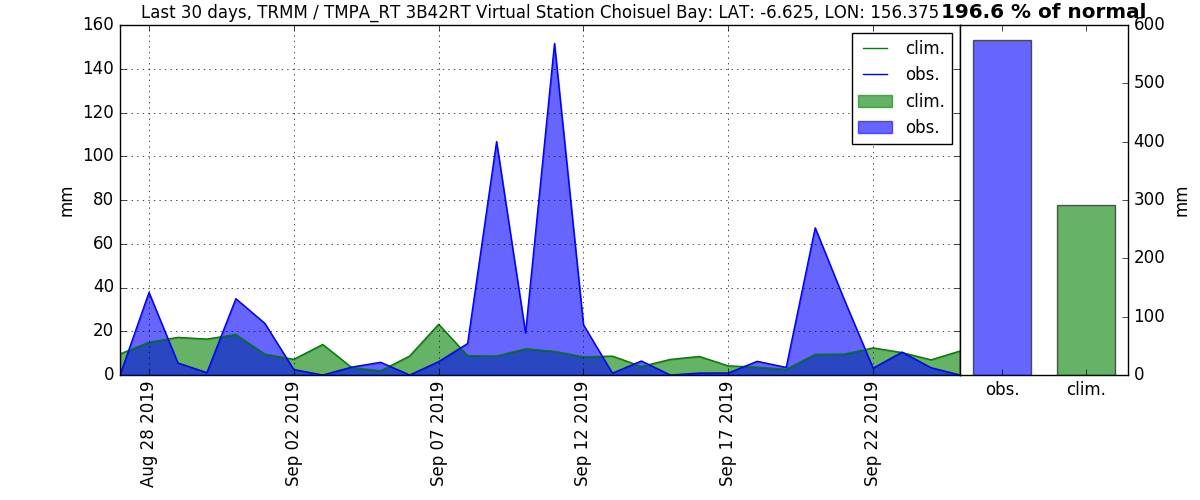 Last 30 days, TRMM / TMPA_RT 3B42RT Virtual Station Choisuel Bay: LAT: -6.625, LON: 156.375
196.6 % of normal
160
140
120
100
80
60
40
20
0
mm
clim.
obs.
clim.
obs.
600
500
400
300
200
100
0
mm
Aug 28 2019
Sep 02 2019
Sep 07 2019
Sep 12 2019
Sep 17 2019
Sep 22 2019
obs.
clim.